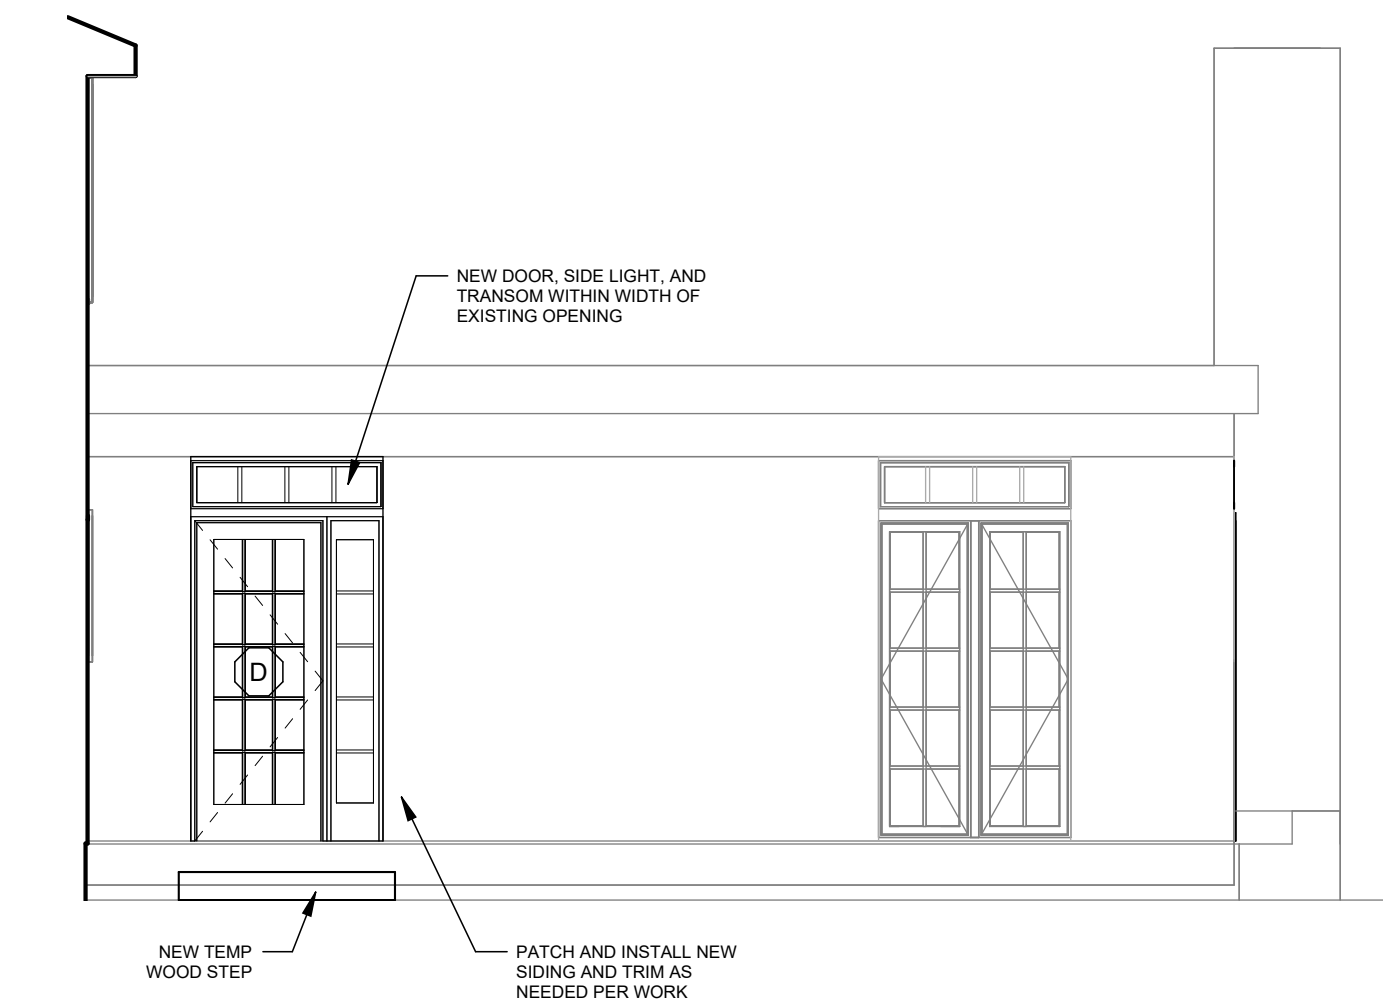 NEW DOOR, SIDE LIGHT, AND
TRANSOM WITHIN WIDTH OF
EXISTING OPENING
D
NEW TEMP
WOOD STEP
PATCH AND INSTALL NEW
SIDING AND TRIM AS
NEEDED PER WORK